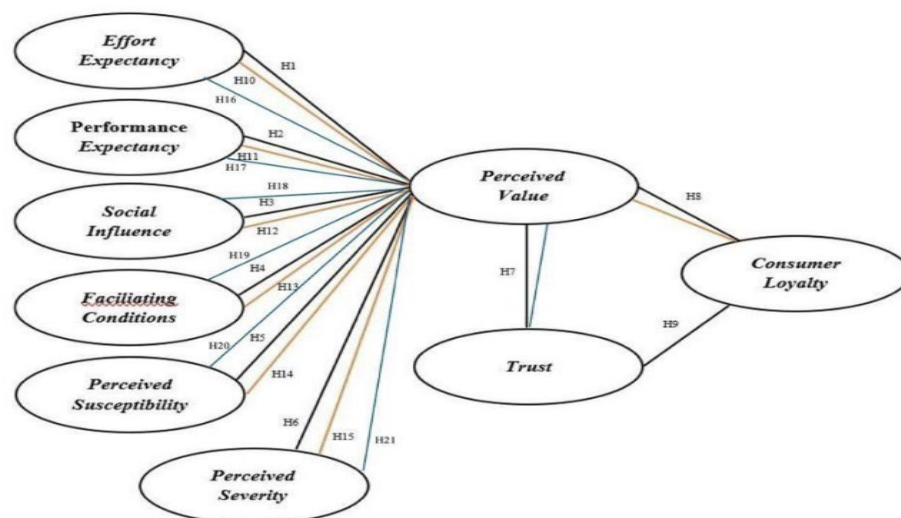 Effort
Expectancy
H1
H10
H16
Performance
Expectancy
H2
H11
H17
H18
Social
Influence
H3
H12
H19
Faciliating
Conditions
H4
H13
H20
Perceived
Susceptibility
H5
H14
Perceived
Severity
H6
H15
H21
Perceived
Value
H7
H8
Trust
H9
Consumer
Loyalty